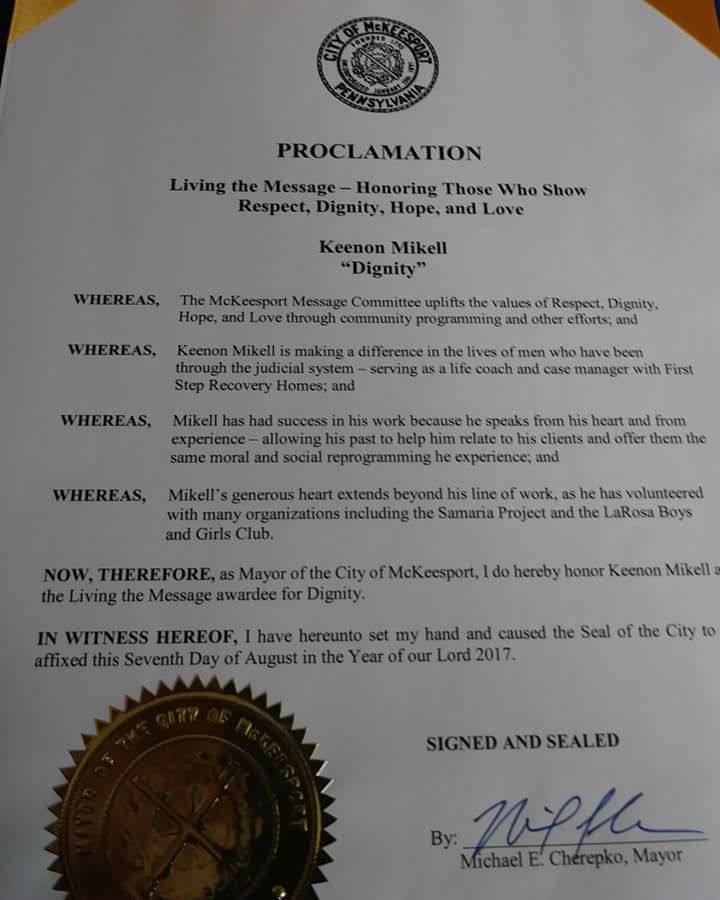 CITY OF McKEESPORT
PENNSYLVANIA
PROCLAMATION
Living the Message – Honoring Those Who Show
Respect, Dignity, Hope, and Love
Keenon Mikell
“Dignity”
WHEREAS, The McKeesport Message Committee uplifts the values of Respect, Dignity,
Hope, and Love through community programming and other efforts; and
WHEREAS, Keenon Mikell is making a difference in the lives of men who have been
through the judicial system – serving as a life coach and case manager with First
Step Recovery Homes; and
WHEREAS, Mikell has had success in his work because he speaks from his heart and from
experience – allowing his past to help him relate to his clients and offer them the
same moral and social reprogramming he experience; and
WHEREAS, Mikell’s generous heart extends beyond his line of work, as he has volunteered
with many organizations including the Samaria Project and the LaRosa Boys
and Girls Club.
NOW, THEREFORE, as Mayor of the City of McKeesport, I do hereby honor Keenon Mikell a
the Living the Message awardee for Dignity.
IN WITNESS HEREOF, I have hereunto set my hand and caused the Seal of the City to
affixed this Seventh Day of August in the Year of our Lord 2017.
MAYOR OF THE CITY OF McKEESPORT
SIGNED AND SEALED
By:
Michael E. Cherepko, Mayor